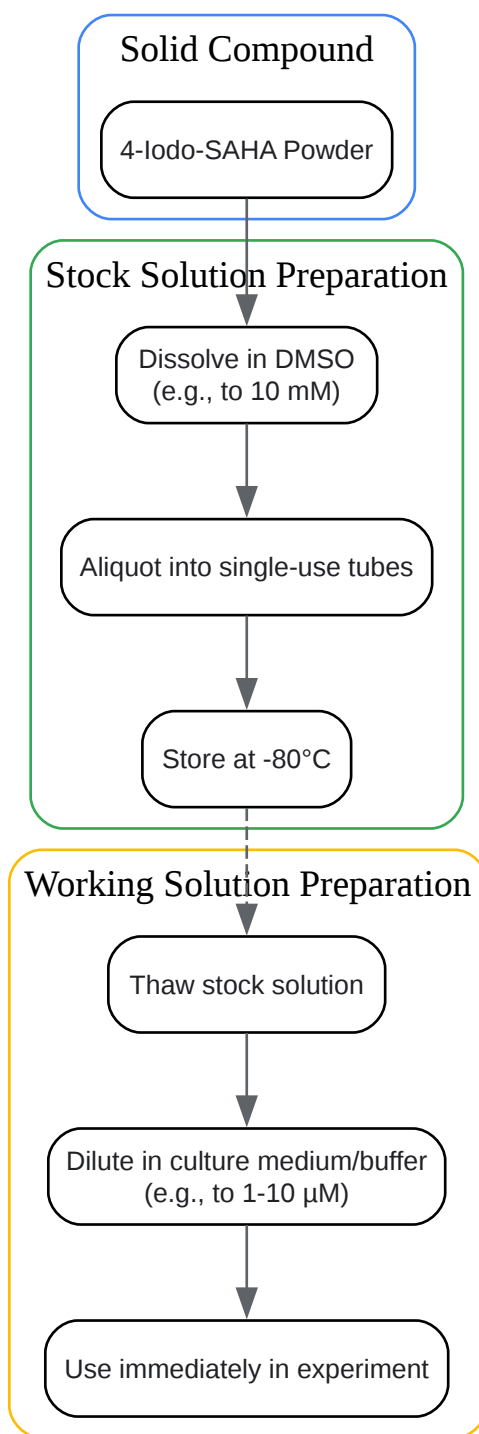 Solid Compound
4-Iodo-SAHA Powder
Stock Solution Preparation
Dissolve in DMSO
(e.g., to 10 mM)
Aliquot into single-use tubes
Store at -80°C
Working Solution Preparation
Thaw stock solution
Dilute in culture medium/buffer
(e.g., to 1-10 µM)
Use immediately in experiment